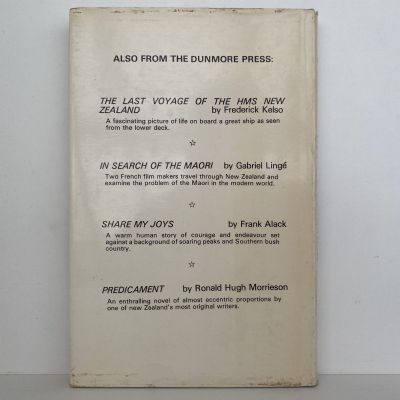 ALSO FROM THE DUNMORE PRESS:
THE LAST VOYAGE OF THE HMS NEW
ZEALAND by Frederick Kelso
A fascinating picture of life on board a great ship as seen
from the lower deck.
☆
IN SEARCH OF THE MAORI by Gabriel Lingé
Two French film makers travel through New Zealand and
examine the problem of the Maori in the modern world.
☆
SHARE MY JOYS by Frank Alack
A warm human story of courage and endeavour set
against a background of soaring peaks and Southern bush
country.
☆
PREDICAMENT by Ronald Hugh Morrieson
An enthralling novel of almost eccentric proportions by
one of new Zealand's most original writers.